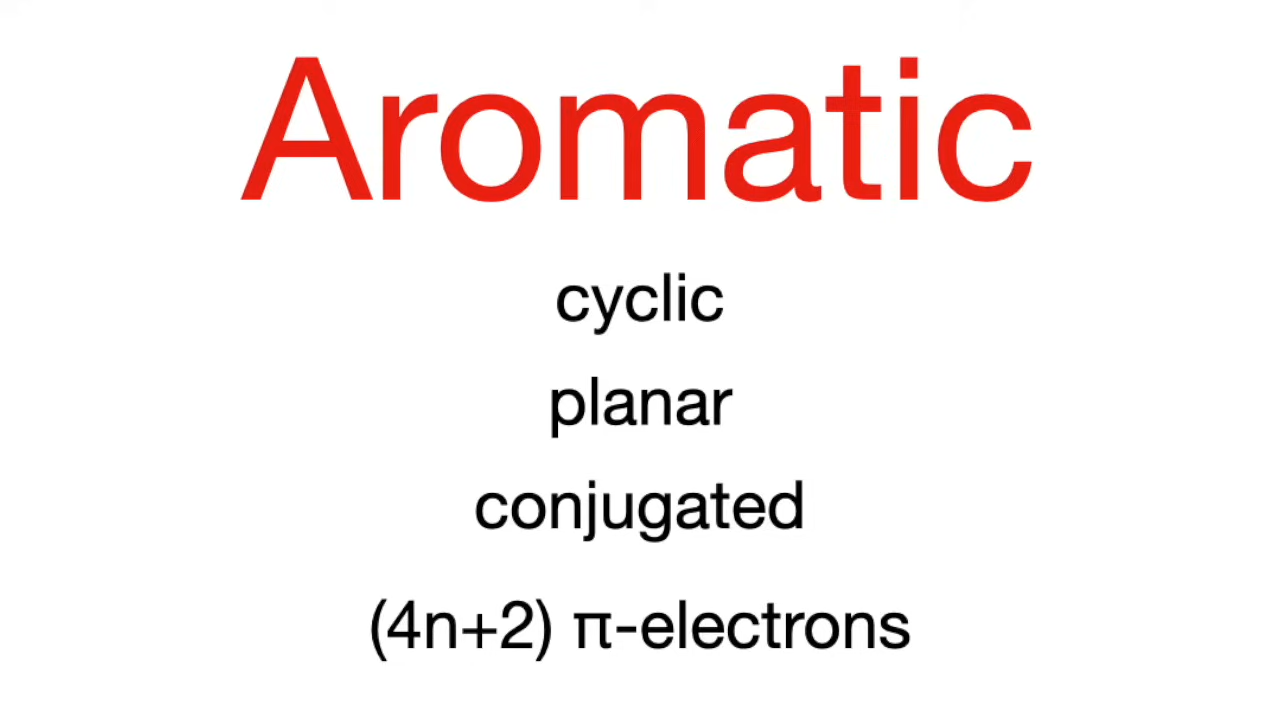 Aromatic
cyclic
planar
conjugated
(4n+2) π-electrons